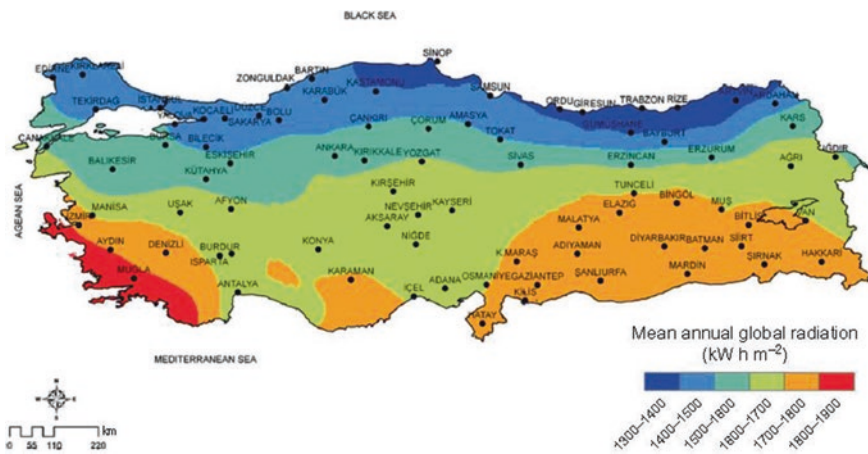 BLACK SEA
SİNOP
BARTIN
EDİRNE KIRKLARELİ
ZONGULDAK
KASTAMONU
SAMSUN
TEKİRDAĞ
İSTANBUL
KOCAELİ
DÜZCE
KARABÜK
ORDU GİRESUN
TRABZON RİZE
ARDAHAN
YALOVA
SAKARYA
BOLU
ÇANKIRI
ÇORUM
AMASYA
TOKAT
GÜMÜŞHANE
BAYBURT
KARS
ÇANAKKALE
BURSA
BİLECİK
ESKİŞEHİR
ANKARA
KIRIKKALE
YOZGAT
SİVAS
ERZİNCAN
ERZURUM
IĞDIR
BALIKESİR
KÜTAHYA
AĞRI
AGEAN SEA
MANİSA
UŞAK
AFYON
KIRŞEHİR
NEVŞEHİR
KAYSERİ
TUNCELİ
BİNGÖL
MUŞ
İZMİR
AKSARAY
MALATYA
ELAZIĞ
BİTLİS
VAN
AYDIN
DENİZLİ
BURDUR
ISPARTA
KONYA
NİĞDE
K.MARAŞ
ADIYAMAN
DİYARBAKIR
BATMAN
SİİRT
ŞIRNAK
HAKKARİ
MUĞLA
ANTALYA
KARAMAN
İÇEL
ADANA
OSMANİYE
GAZİANTEP
ŞANLIURFA
MARDİN
KİLİS
HATAY
MEDITERRANEAN SEA
Mean annual global radiation
(kW h m−2)
1300–1400
1400–1500
1500–1600
1600–1700
1700–1800
1800–1900
N
W E
S
km
0 55 110 220